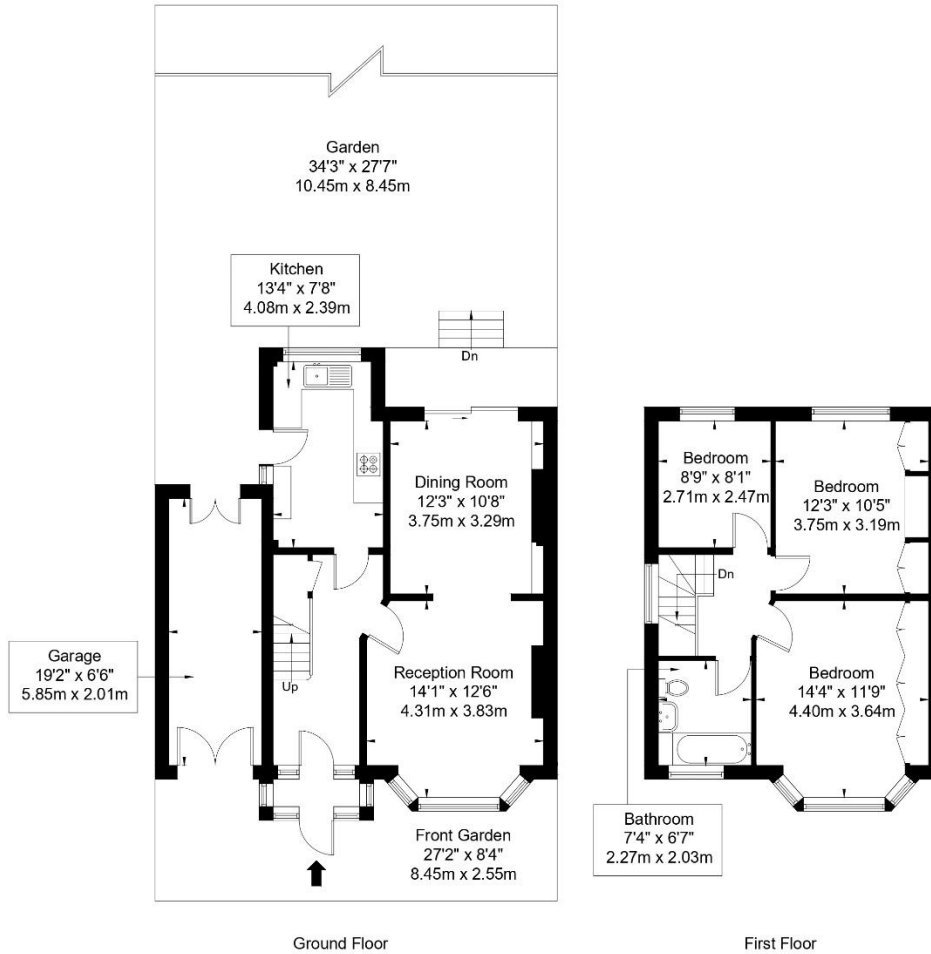 Garden
34'3" x 27'7"
10.45m x 8.45m
Kitchen
13'4" x 7'8"
4.08m x 2.39m
Dn
Dining Room
12'3" x 10'8"
3.75m x 3.29m
Garage
19'2" x 6'6"
5.85m x 2.01m
Up
Reception Room
14'1" x 12'6"
4.31m x 3.83m
Front Garden
27'2" x 8'4"
8.45m x 2.55m
Ground Floor
Bedroom
8'9" x 8'1"
2.71m x 2.47m
Bedroom
12'3" x 10'5"
3.75m x 3.19m
Dn
Bedroom
14'4" x 11'9"
4.40m x 3.64m
Bathroom
7'4" x 6'7"
2.27m x 2.03m
First Floor